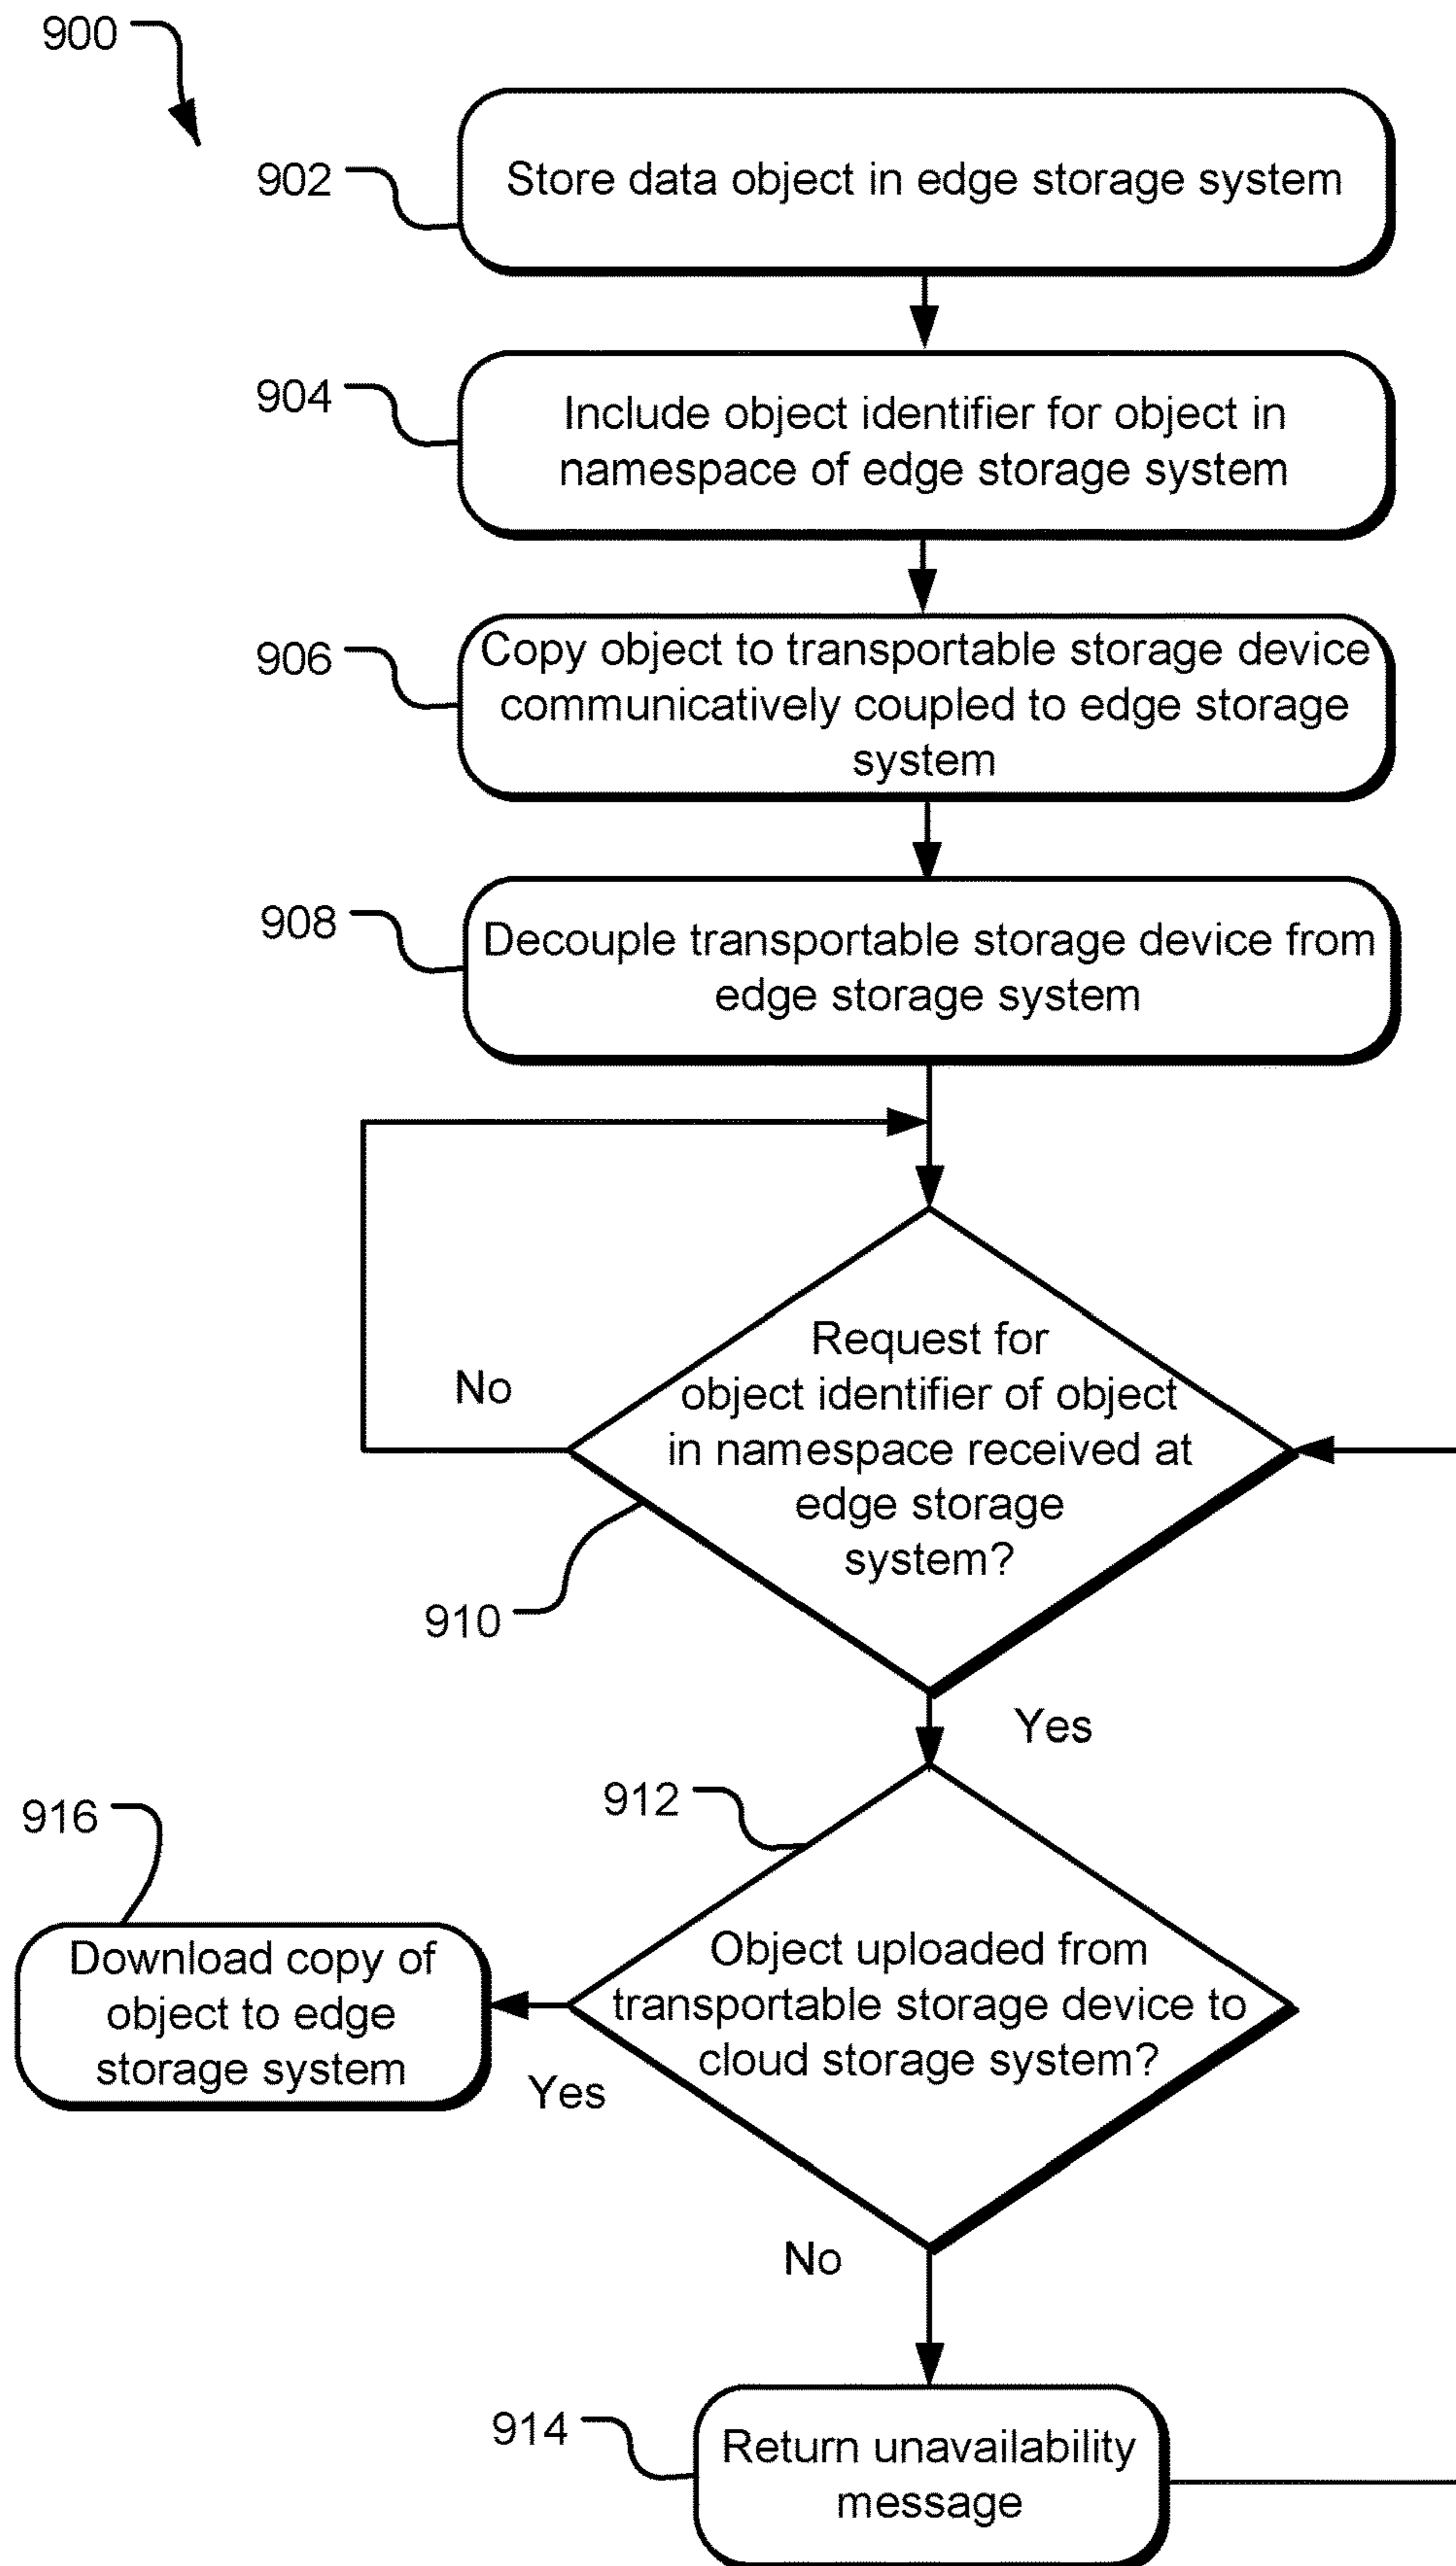 900
902
Store data object in edge storage system
904
Include object identifier for object in
namespace of edge storage system
906
Copy object to transportable storage device
communicatively coupled to edge storage
system
908
Decouple transportable storage device from
edge storage system
No
Request for
object identifier of object
in namespace received at
edge storage
system?
910
Yes
912
916
Download copy of
object to edge
storage system
Yes
Object uploaded from
transportable storage device to
cloud storage system?
No
914
Return unavailability
message